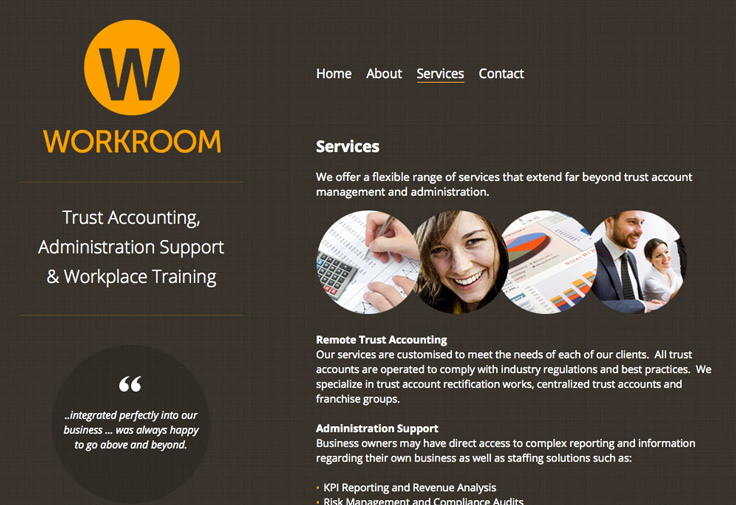 W
WORKROOM
Trust Accounting,
Administration Support
& Workplace Training
“
..integrated perfectly into our
business ... was always happy
to go above and beyond.
Home About Services Contact
Services
We offer a flexible range of services that extend far beyond trust account
management and administration.
Remote Trust Accounting
Our services are customised to meet the needs of each of our clients.  All trust
accounts are operated to comply with industry regulations and best practices.  We
specialize in trust account rectification works, centralized trust accounts and
franchise groups.
Administration Support
Business owners may have direct access to complex reporting and information
regarding their own business as well as staffing solutions such as:
• KPI Reporting and Revenue Analysis
• Risk Management and Compliance Audits